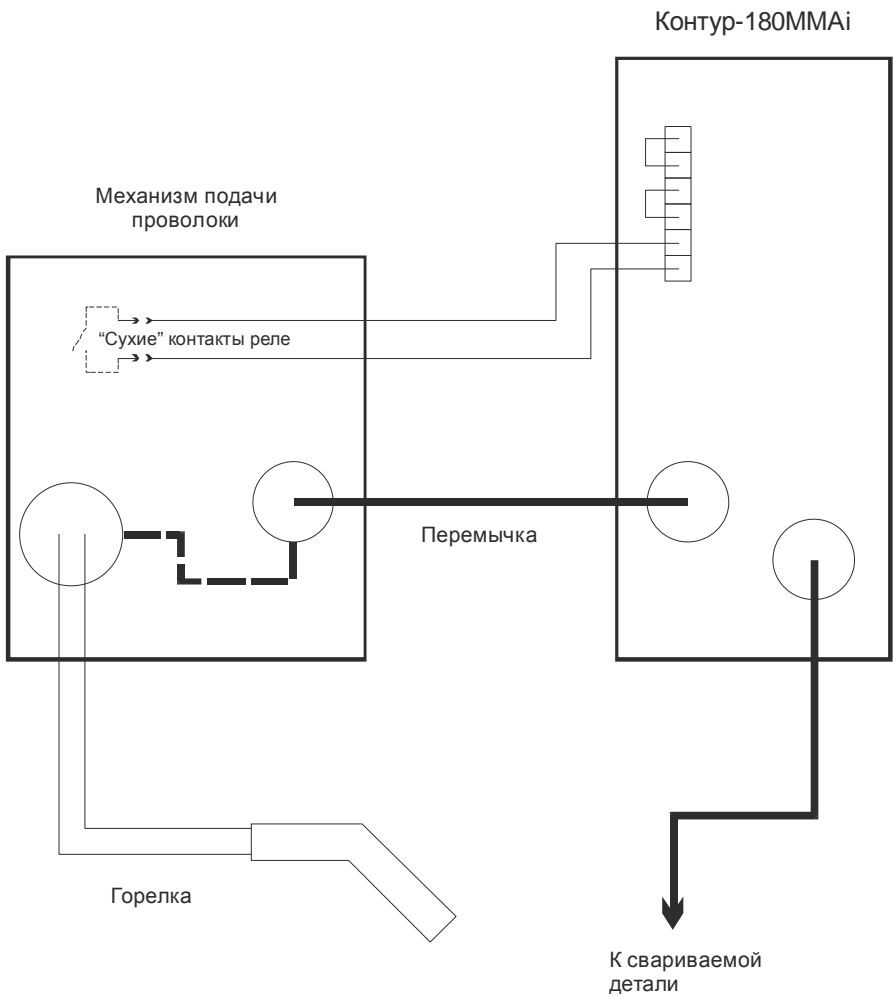 Контур-180MMAi
Механизм подачи
проволоки
“Сухие” контакты реле
Перемычка
Горелка
К свариваемой
детали